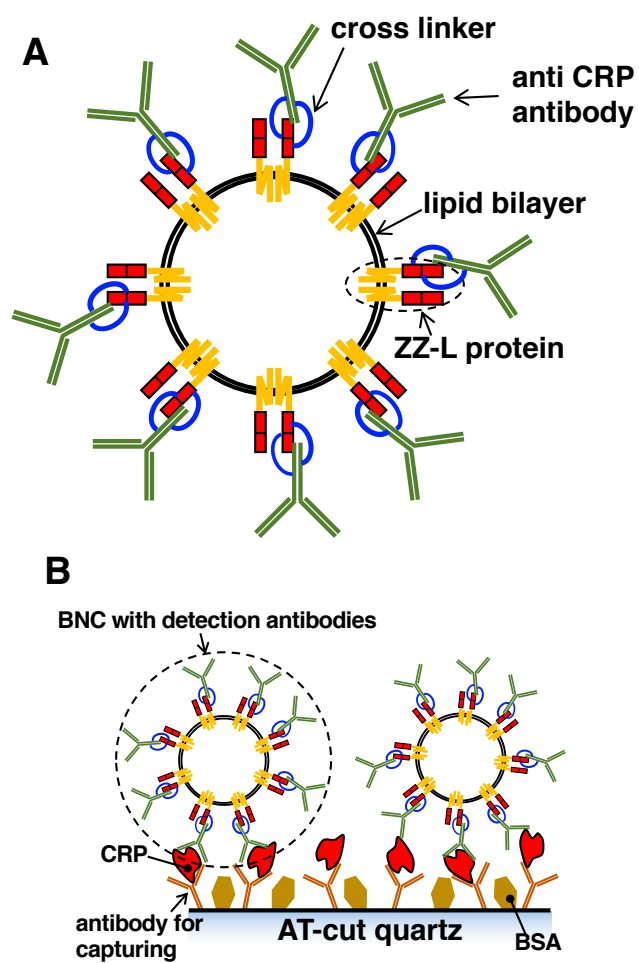 A
cross linker
anti CRP
antibody
lipid bilayer
ZZ-L protein
B
BNC with detection antibodies
CRP
antibody for
capturing
AT-cut quartz
BSA